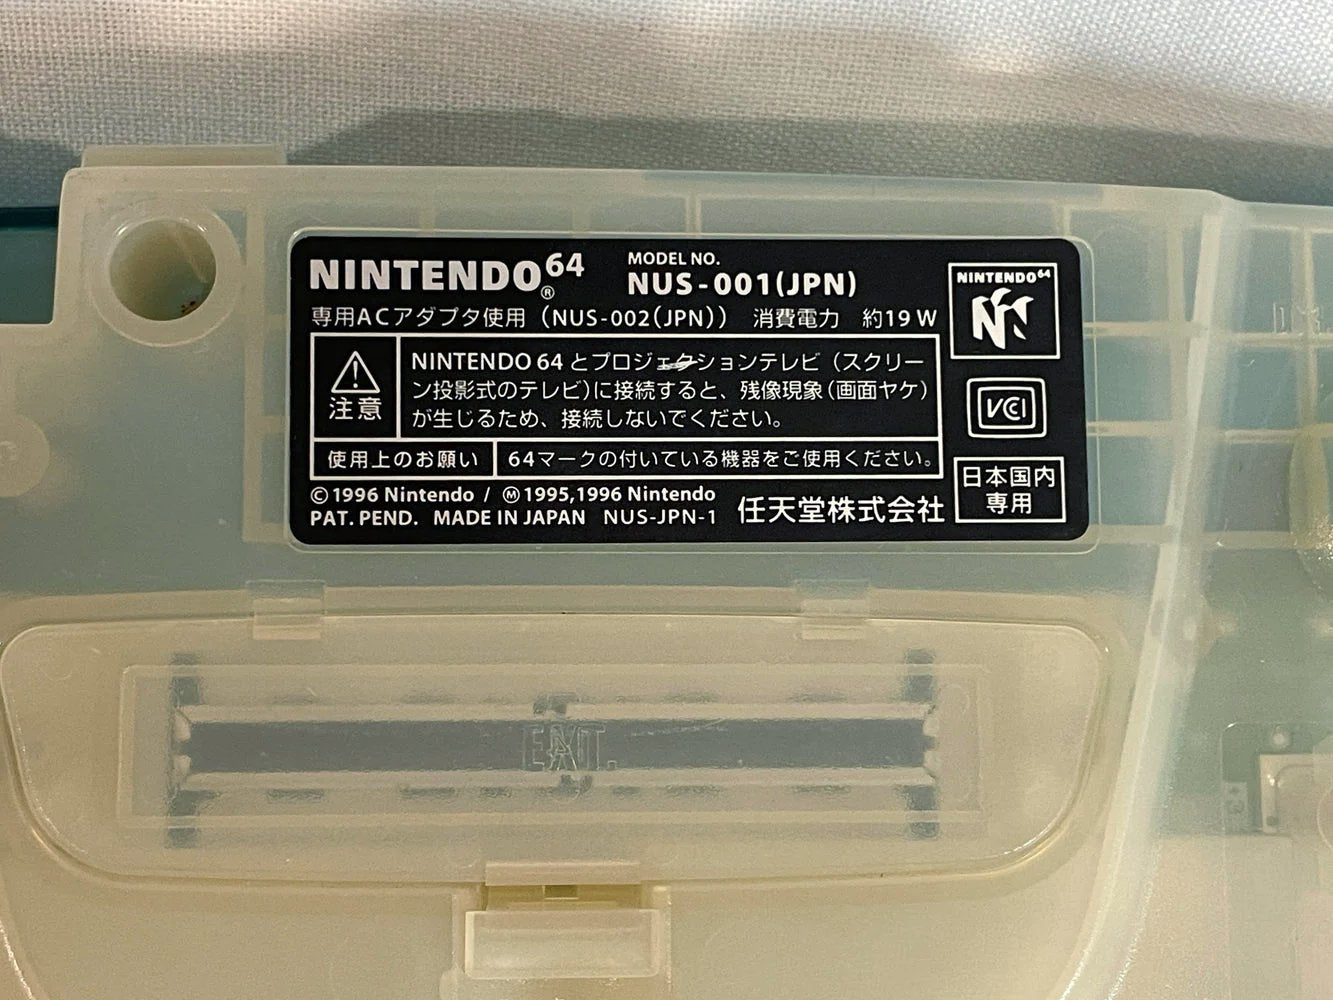 NINTENDO 64 ®
MODEL NO.
NUS-001(JPN)
専用ACアダプタ使用（NUS-002(JPN)） 消費電力 約19W
NINTENDO 64
注意
NINTENDO 64 とプロジェクションテレビ（スクリー
ン投影式のテレビ)に接続すると、残像現象(画面ヤケ)
が生じるため、接続しないでください。
VCI
使用上のお願い
64マークの付いている機器をご使用ください。
日本国内
専用
© 1996 Nintendo / Ⓜ 1995,1996 Nintendo
PAT. PEND. MADE IN JAPAN NUS-JPN-1
任天堂株式会社
EXT.